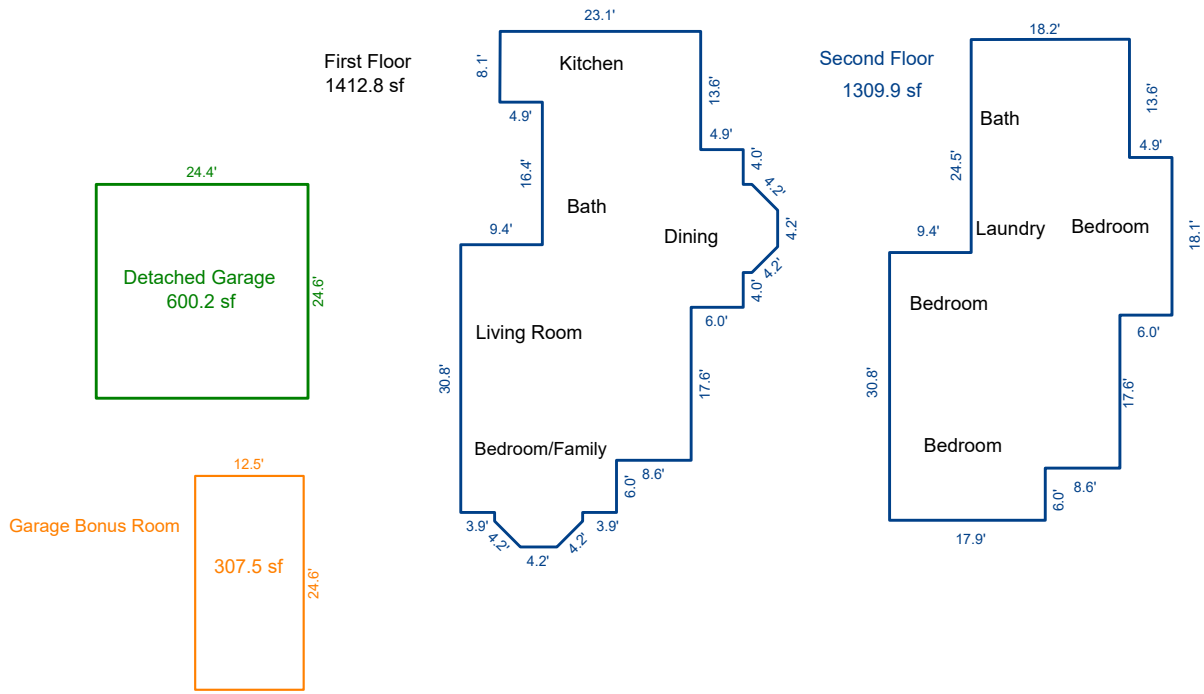 First Floor
1412.8 sf
23.1'
8.1'
Kitchen
13.6'
4.9'
4.9'
4.0'
4.2'
16.4'
Bath
4.2'
Dining
9.4'
4.2'
4.0'
6.0'
Living Room
30.8'
17.6'
Bedroom/Family
8.6'
6.0'
3.9'
3.9'
4.2'
4.2'
4.2'
Second Floor
1309.9 sf
18.2'
13.6'
Bath
4.9'
24.5'
9.4'
Laundry
Bedroom
18.1'
Bedroom
6.0'
30.8'
17.6'
Bedroom
8.6'
6.0'
17.9'
24.4'
Detached Garage
600.2 sf
24.6'
12.5'
Garage Bonus Room
307.5 sf
24.6'